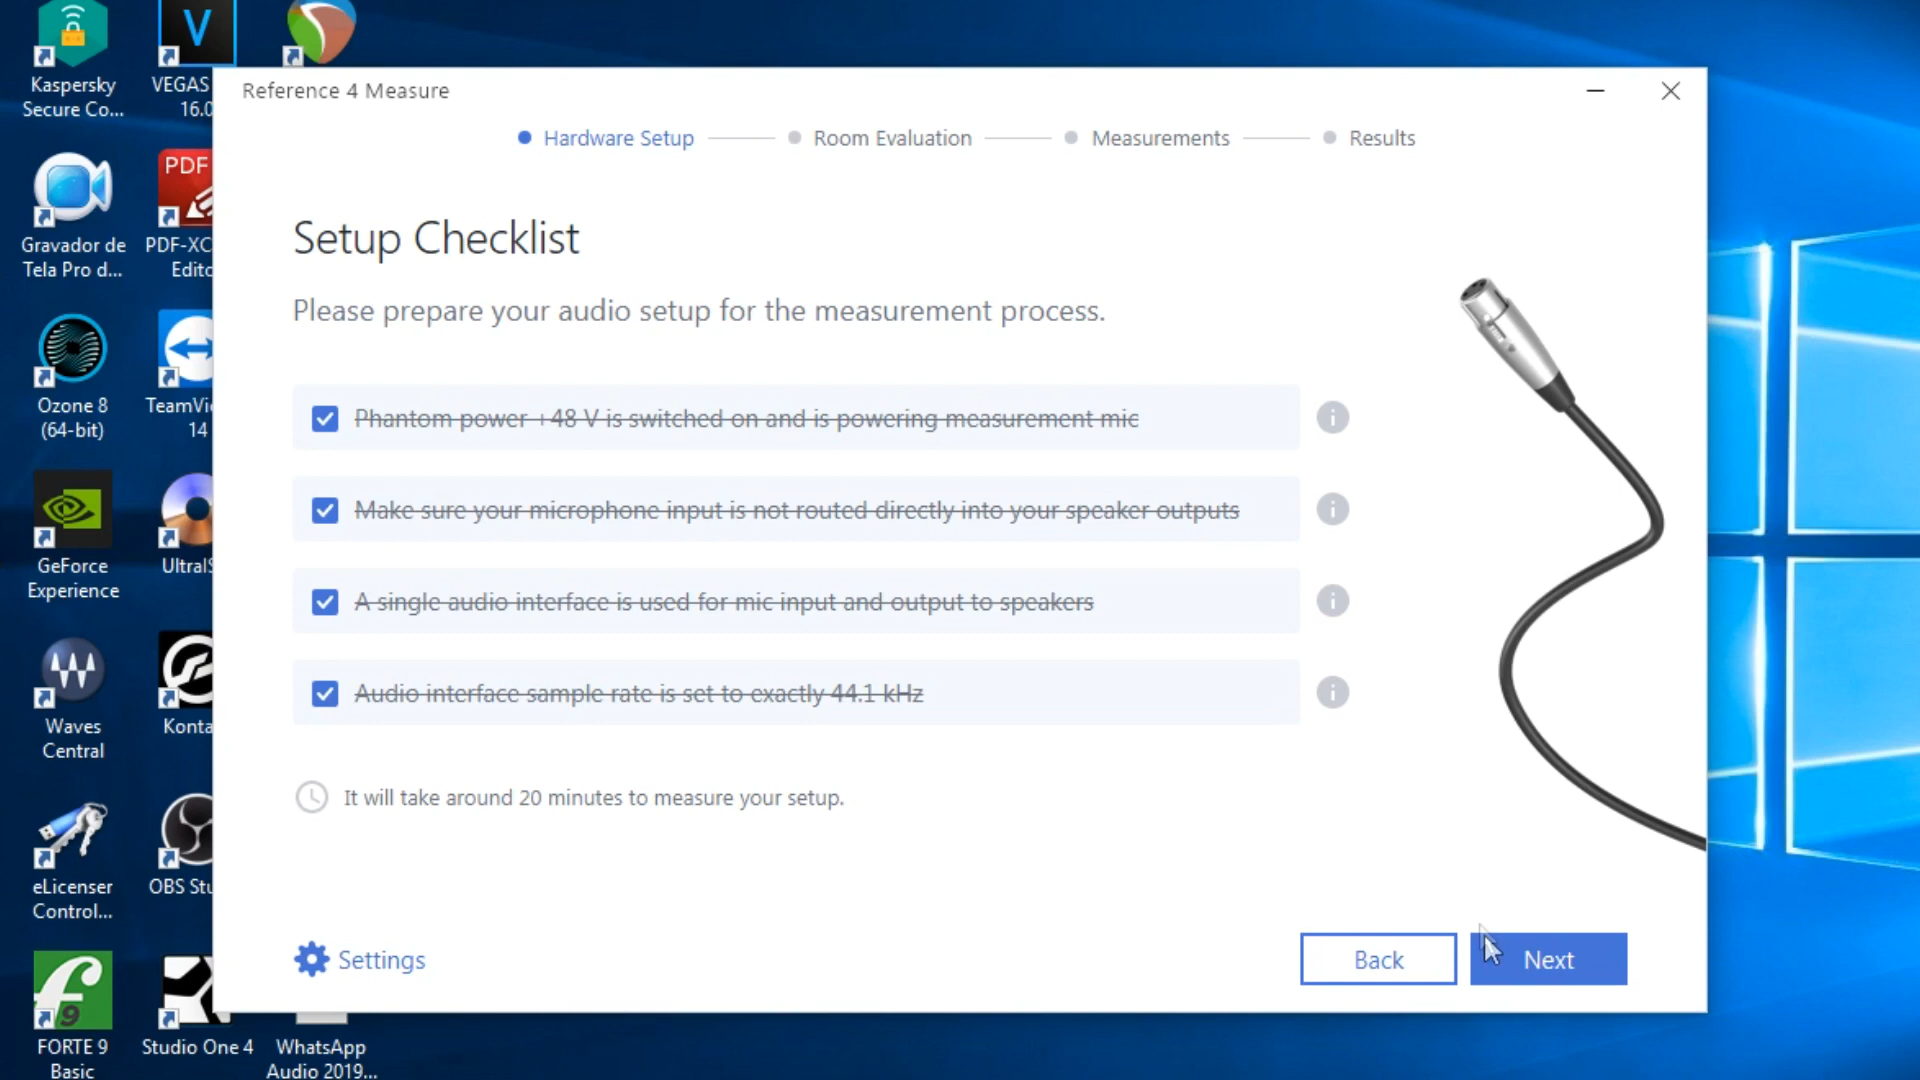 Kaspersky
Secure Co...
VEGAS
16.0
Gravador de
Tela Pro d...
PDF
PDF-XC
Edito
Ozone 8
(64-bit)
TeamVi
14
GeForce
Experience
UltraIS
Waves
Central
Konta
eLicenser
Control...
OBS Stu
FORTE 9
Basic
Studio One 4
WhatsApp
Audio 2019...
Reference 4 Measure
Hardware Setup
Room Evaluation
Measurements
Results
Setup Checklist
Please prepare your audio setup for the measurement process.
Phantom power +48 V is switched on and is powering measurement mic
Make sure your microphone input is not routed directly into your speaker outputs
A single audio interface is used for mic input and output to speakers
Audio interface sample rate is set to exactly 44.1 kHz
It will take around 20 minutes to measure your setup.
Settings
Back
Next